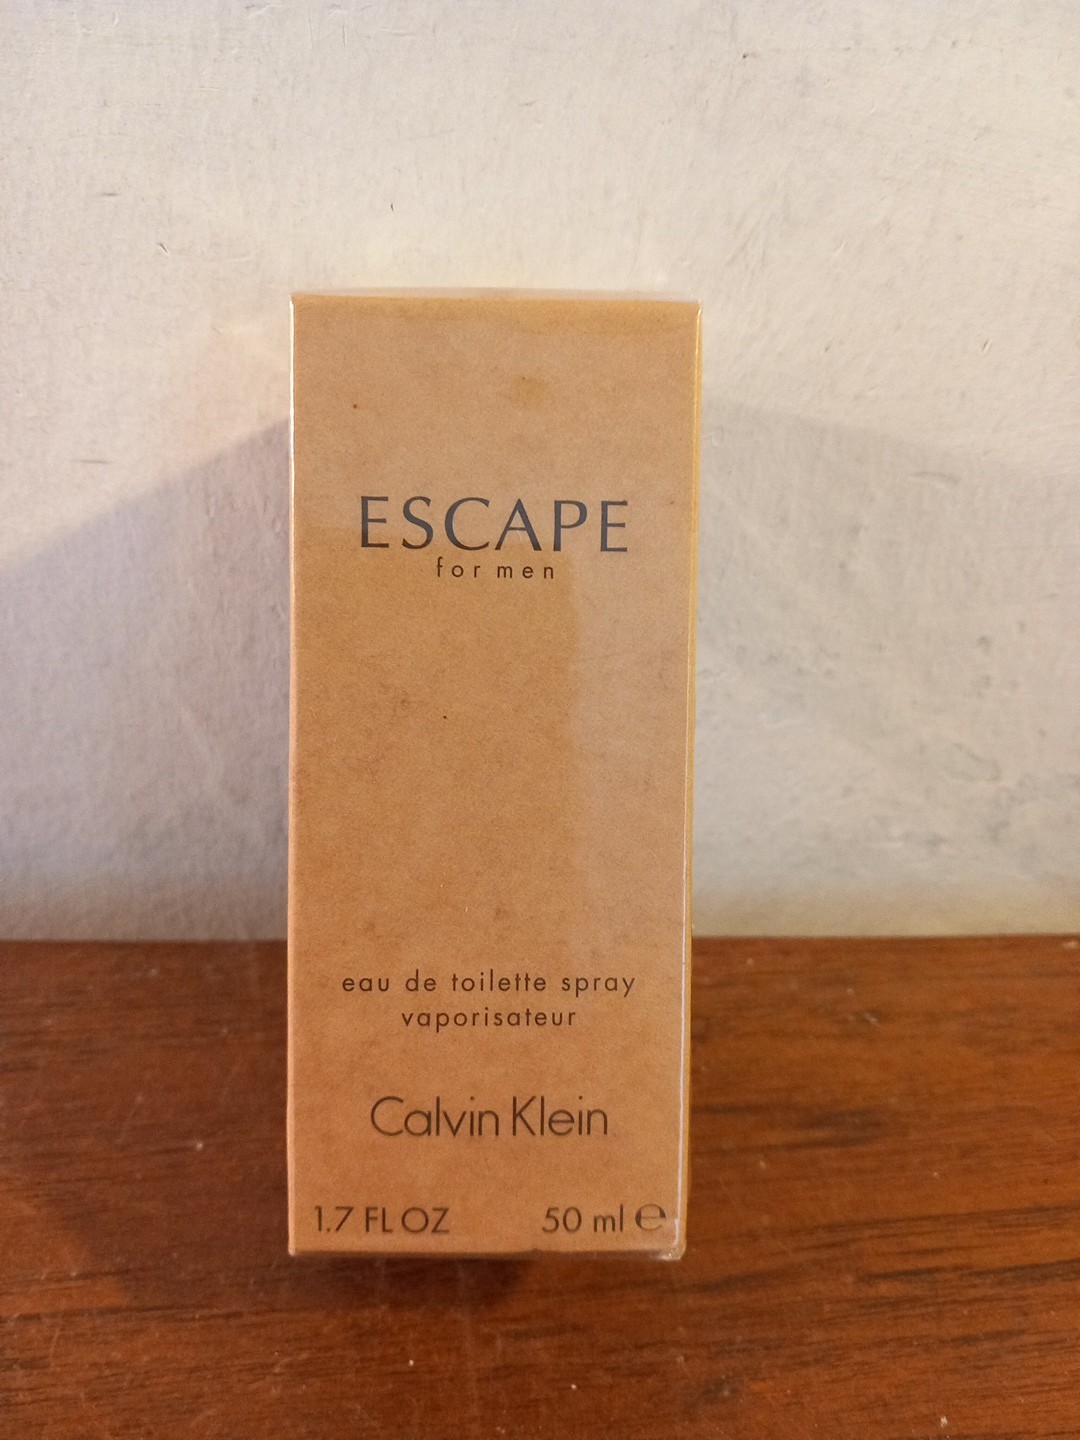 ESCAPE
for men
eau de toilette spray
vaporisateur
Calvin Klein
1.7 FL OZ 50 ml ℮